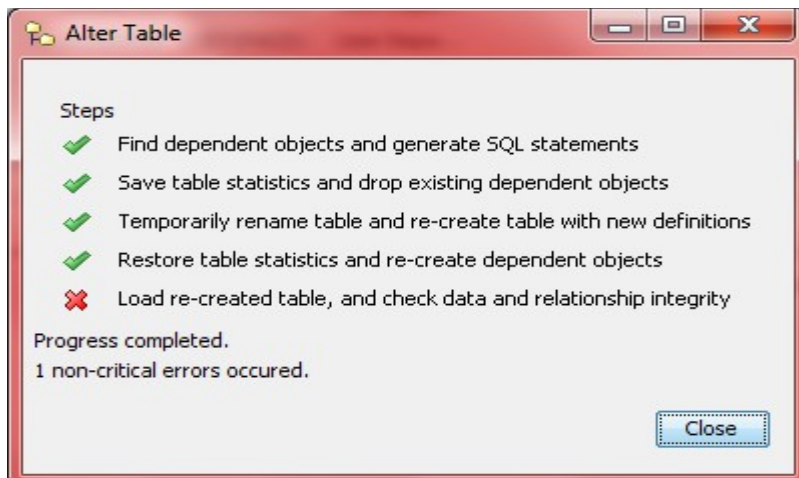 Alter Table
Steps
Find dependent objects and generate SQL statements
Save table statistics and drop existing dependent objects
Temporarily rename table and re-create table with new definitions
Restore table statistics and re-create dependent objects
Load re-created table, and check data and relationship integrity
Progress completed.
1 non-critical errors occured.
Close